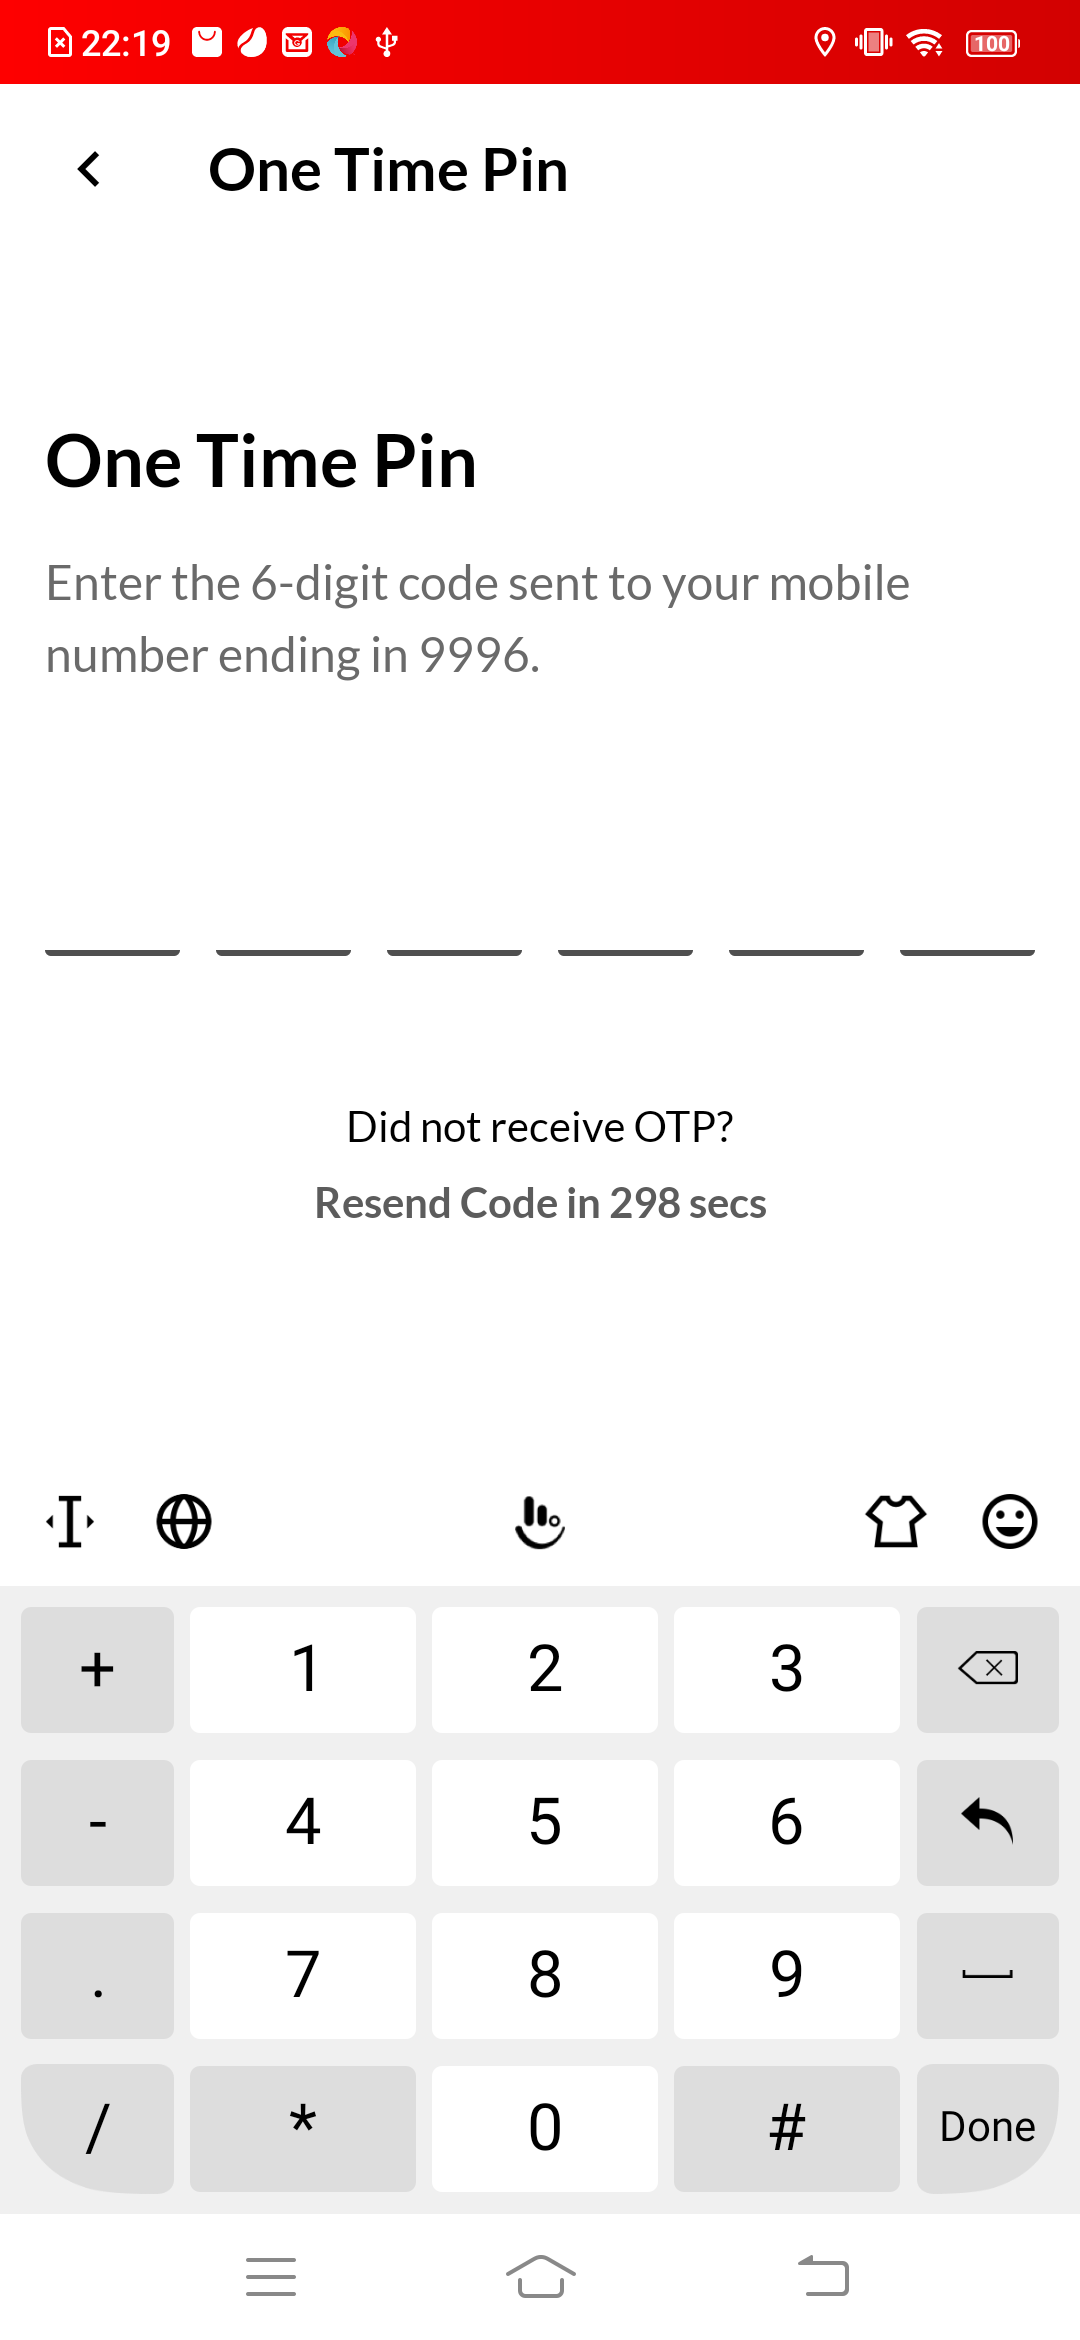 22:19
100
One Time Pin
One Time Pin
Enter the 6-digit code sent to your mobile
number ending in 9996.
Did not receive OTP?
Resend Code in 298 secs
+ 1 2 3
- 4 5 6
. 7 8 9
/ * 0 # Done